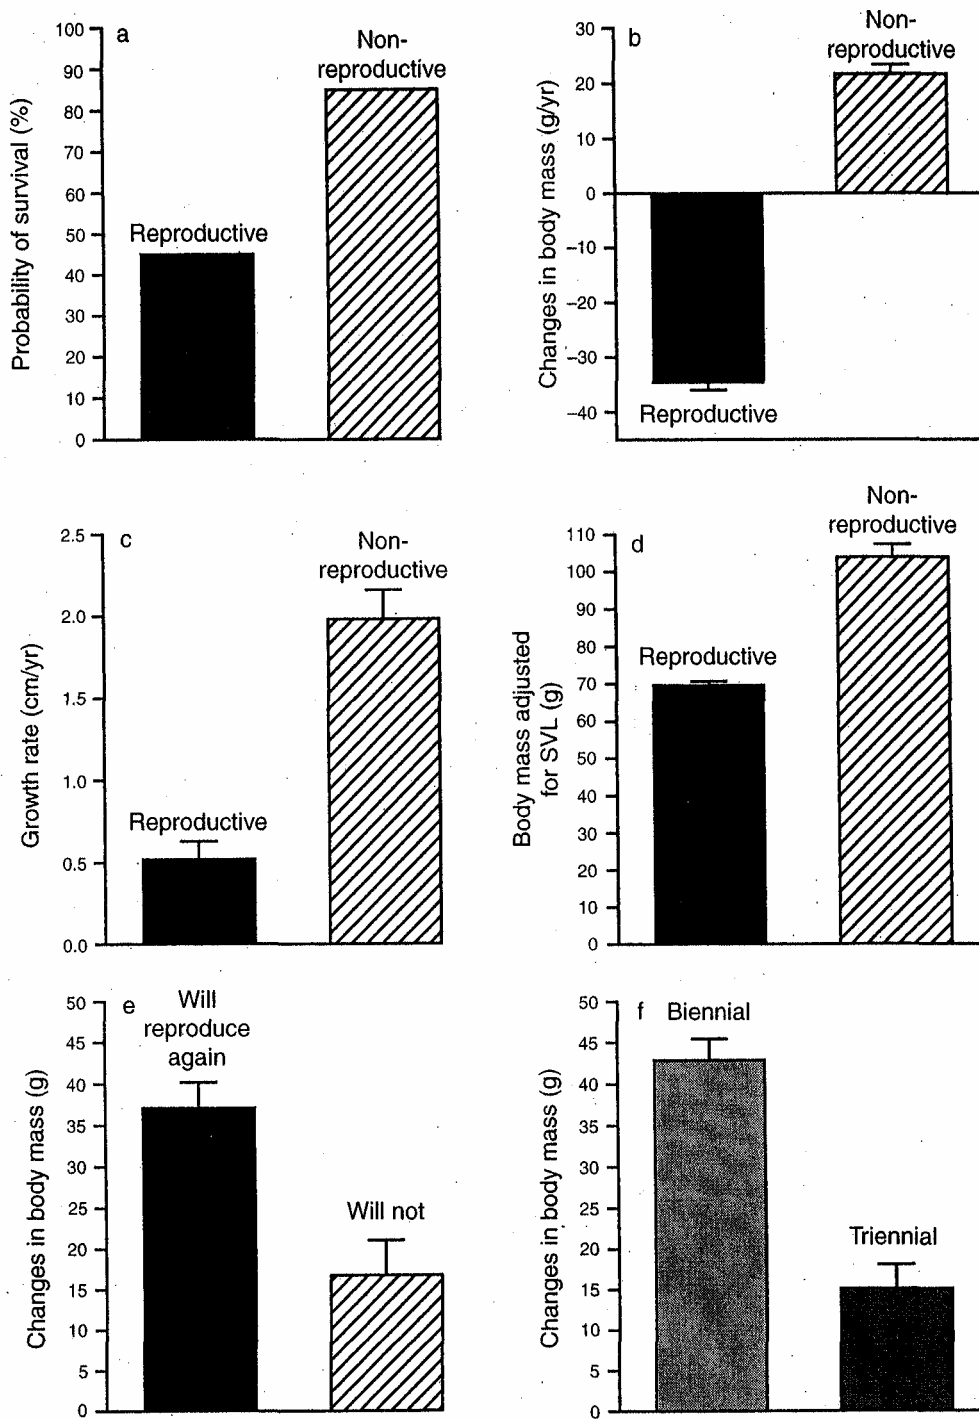 a
Probability of survival (%)
100
90
80
70
60
50
40
30
20
10
0
Reproductive
Non-
reproductive
b
Changes in body mass (g/yr)
30
20
10
0
–10
–20
–30
–40
Non-
reproductive
Reproductive
c
Growth rate (cm/yr)
2.5
2.0
1.5
1.0
0.5
0.0
Reproductive
Non-
reproductive
d
Body mass adjusted
for SVL (g)
110
100
90
80
70
60
50
40
30
20
10
0
Reproductive
Non-
reproductive
e
Changes in body mass (g)
50
45
40
35
30
25
20
15
10
5
0
Will
reproduce
again
Will not
f
Changes in body mass (g)
50
45
40
35
30
25
20
15
10
5
0
Biennial
Triennial